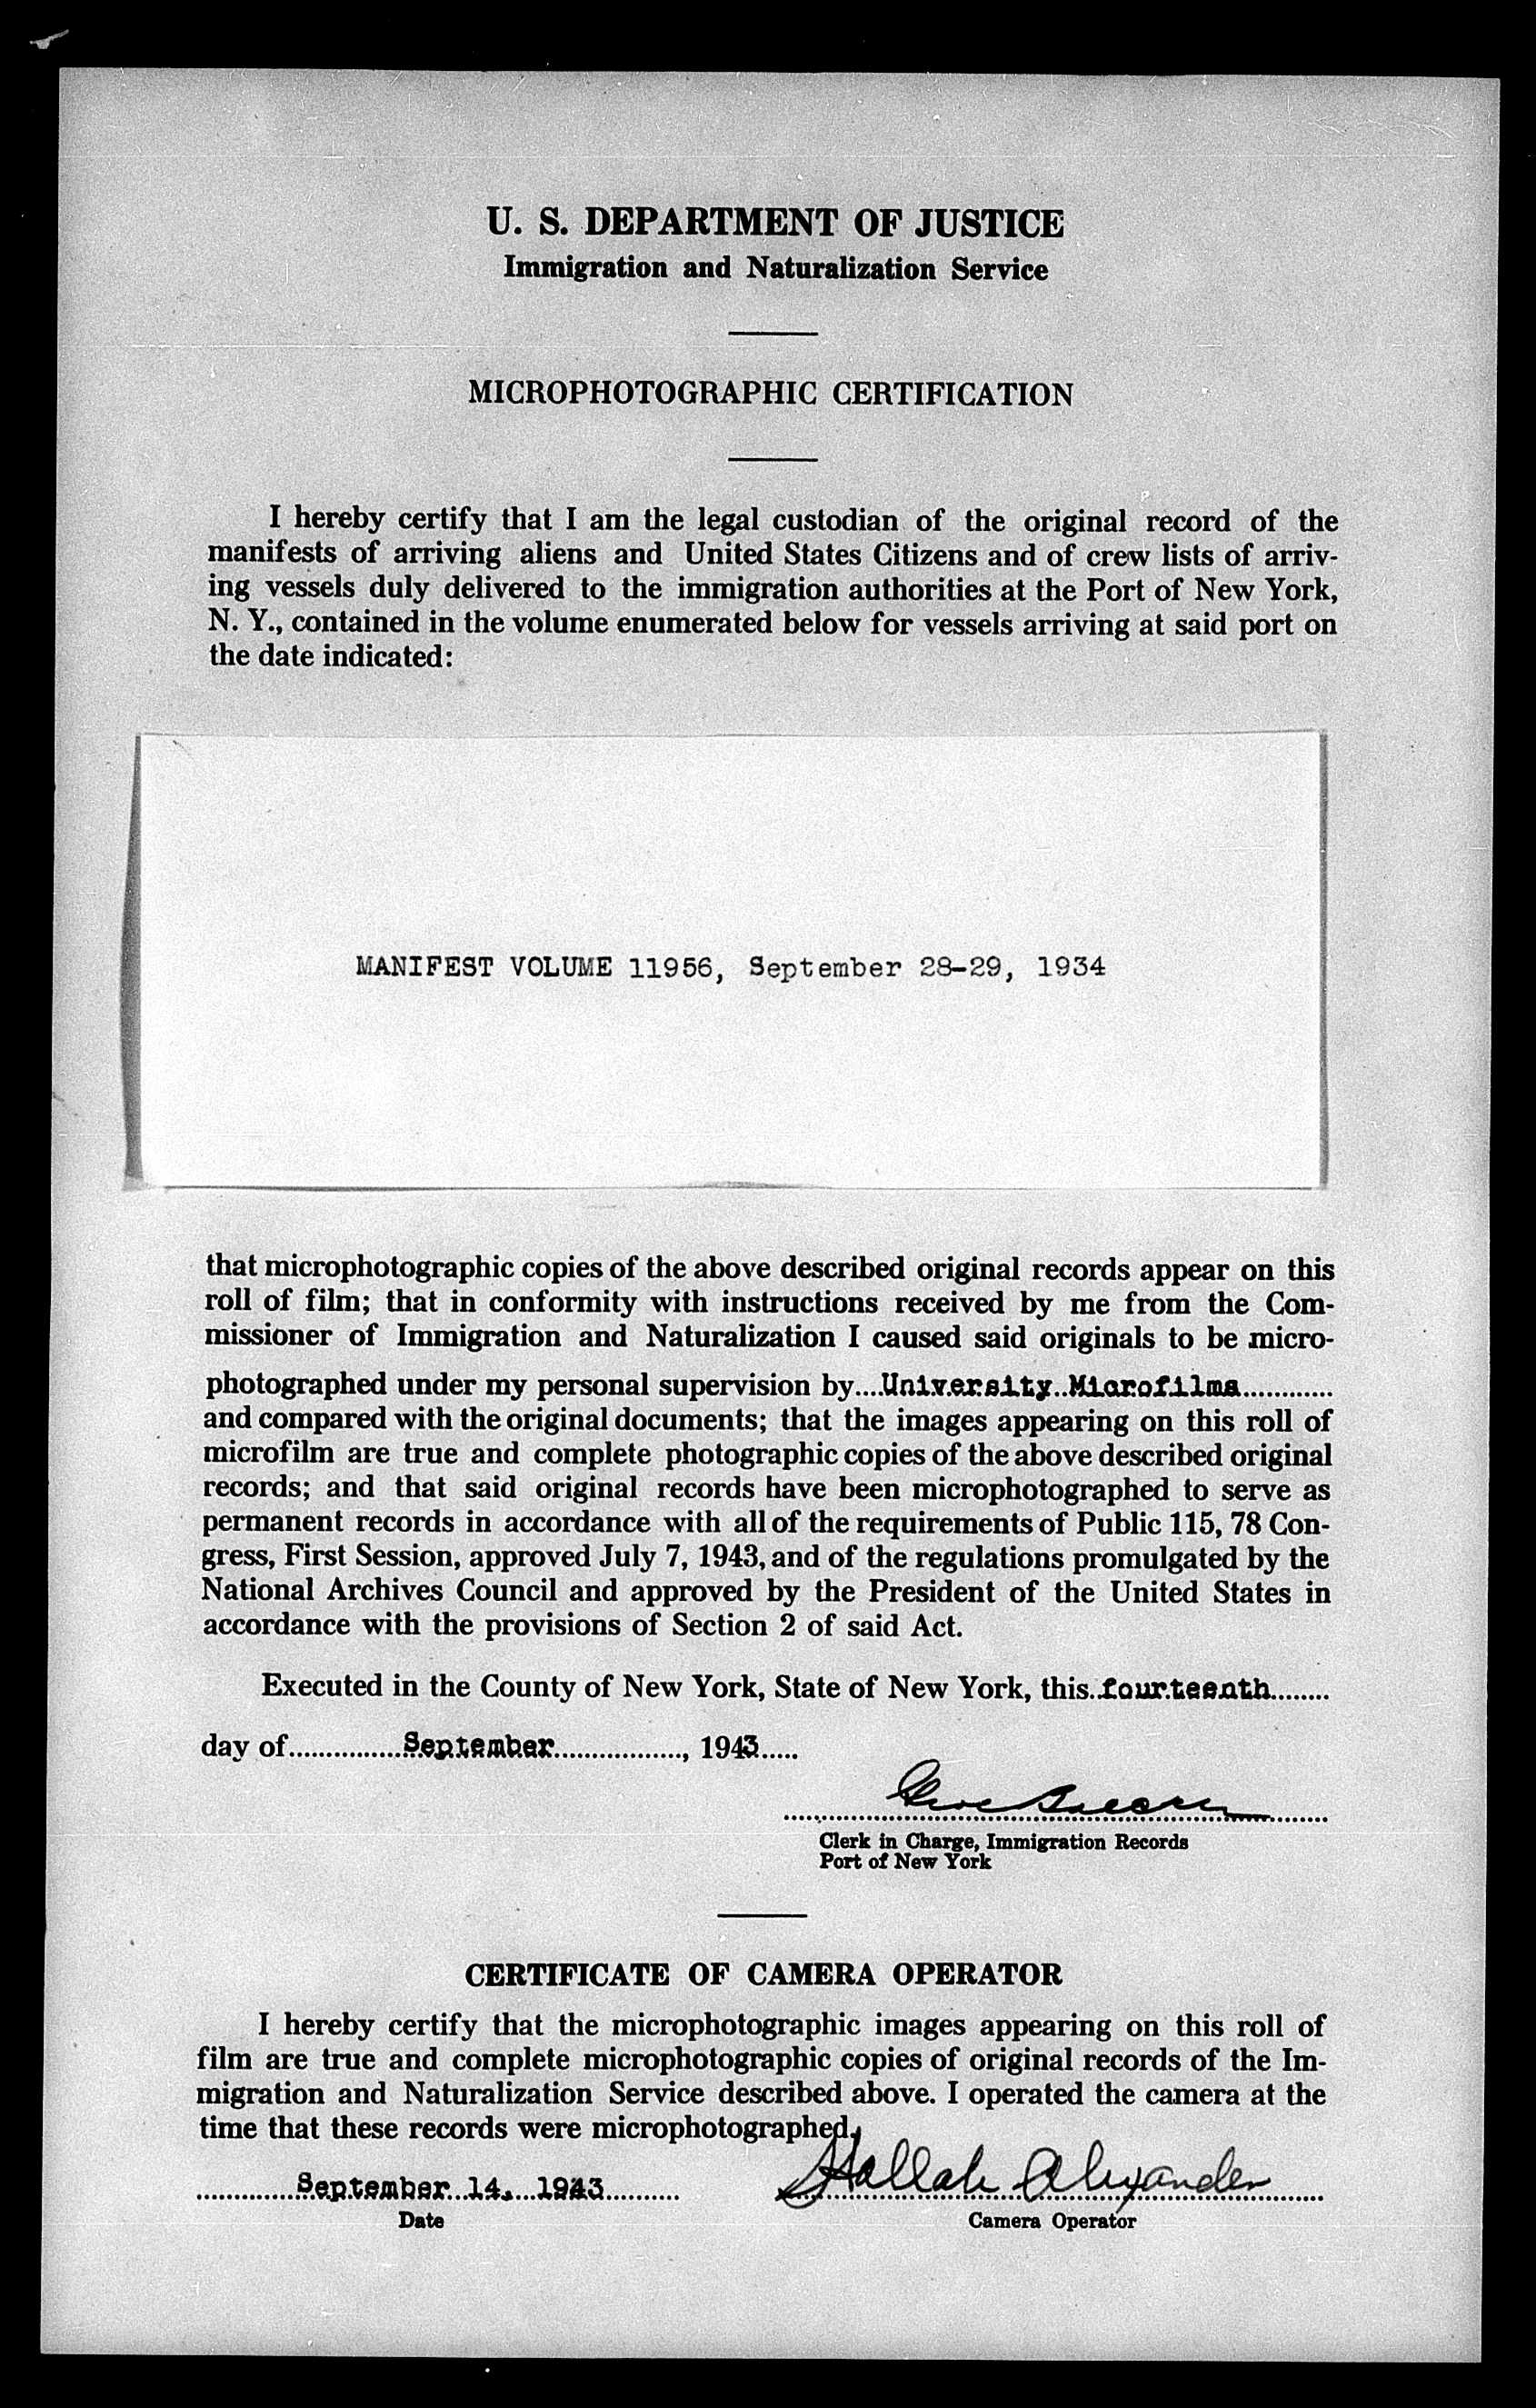 U. S. DEPARTMENT OF JUSTICE
Immigration and Naturalization Service
MICROPHOTOGRAPHIC CERTIFICATION
I hereby certify that I am the legal custodian of the original record of the
manifests of arriving aliens and United States Citizens and of crew lists of arriv-
ing vessels duly delivered to the immigration authorities at the Port of New York,
N. Y., contained in the volume enumerated below for vessels arriving at said port on
the date indicated:
MANIFEST VOLUME 11956, September 28-29, 1934
that microphotographic copies of the above described original records appear on this
roll of film; that in conformity with instructions received by me from the Com-
missioner of Immigration and Naturalization I caused said originals to be micro-
photographed under my personal supervision by....University Microfilms............
and compared with the original documents; that the images appearing on this roll of
microfilm are true and complete photographic copies of the above described original
records; and that said original records have been microphotographed to serve as
permanent records in accordance with all of the requirements of Public 115, 78 Con-
gress, First Session, approved July 7, 1943, and of the regulations promulgated by the
National Archives Council and approved by the President of the United States in
accordance with the provisions of Section 2 of said Act.
Executed in the County of New York, State of New York, this..fourteenth........
day of...............September................., 1943.....
Clerk in Charge, Immigration Records
Port of New York
CERTIFICATE OF CAMERA OPERATOR
I hereby certify that the microphotographic images appearing on this roll of
film are true and complete microphotographic copies of original records of the Im-
migration and Naturalization Service described above. I operated the camera at the
time that these records were microphotographed.
.............September 14, 1943.......... Hallah Alexander
Date Camera Operator